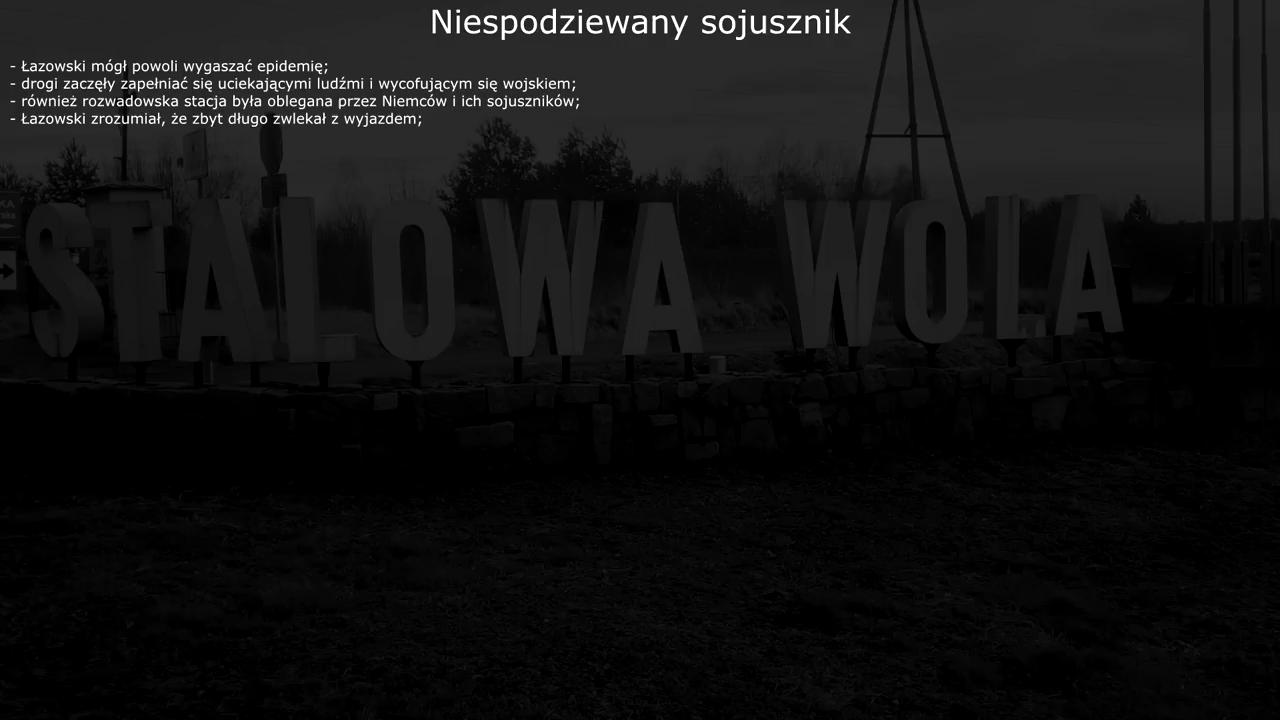 Niespodziewany sojusznik
- Łazowski mógł powoli wygaszać epidemię;
- drogi zaczęły zapełniać się uciekającymi ludźmi i wycofującym się wojskiem;
- również rozwadowska stacja była oblegana przez Niemców i ich sojuszników;
- Łazowski zrozumiał, że zbyt długo zwlekał z wyjazdem;
STALOWA WOLA